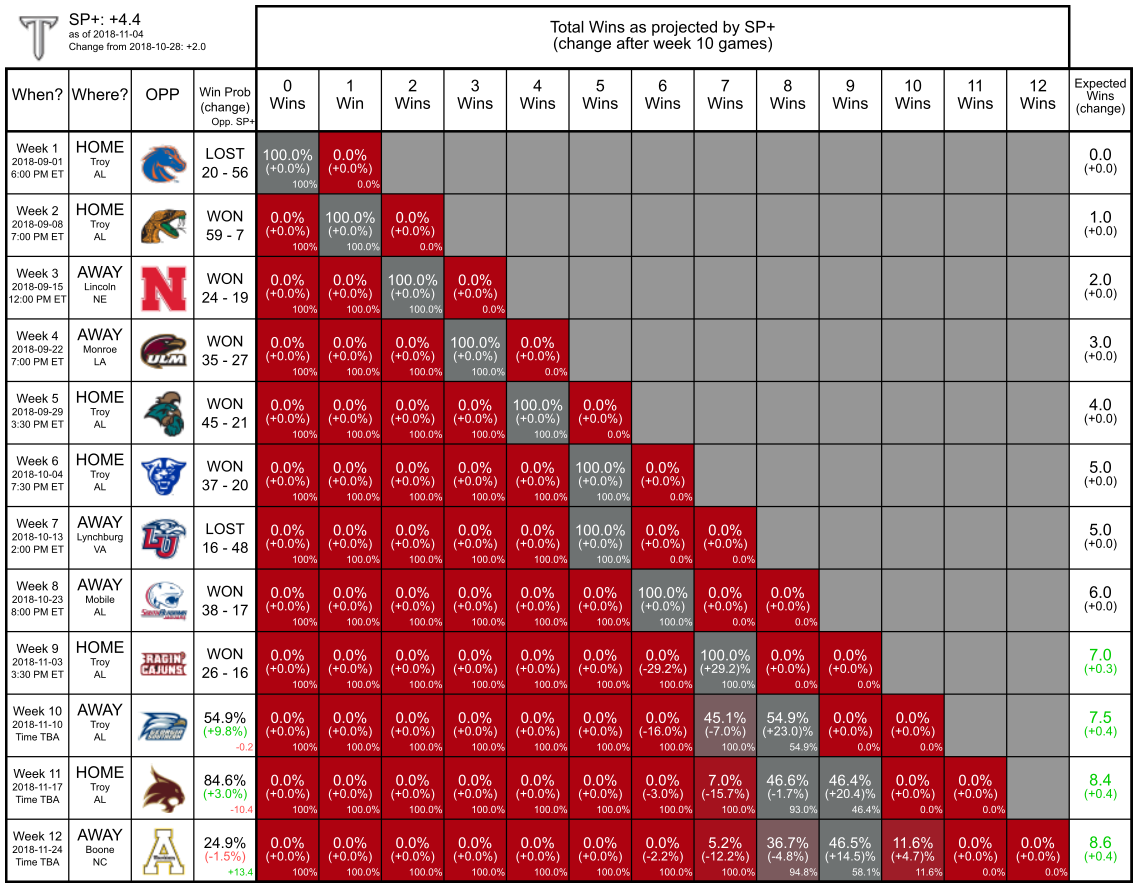 T
SP+: +4.4
as of 2018-11-04
Change from 2018-10-28: +2.0
Total Wins as projected by SP+
(change after week 10 games)
When? Where? OPP Win Prob (change) Opp. SP+ 0 Wins 1 Win 2 Wins 3 Wins 4 Wins 5 Wins 6 Wins 7 Wins 8 Wins 9 Wins 10 Wins 11 Wins 12 Wins Expected Wins (change)
Week 1 HOME LOST 100.0% 0.0% 0.0
2018-09-01 Troy (+0.0%) (+0.0%) (+0.0)
6:00 PM ET AL 20 - 56 100% 0.0%
Week 2 HOME WON 0.0% 100.0% 0.0% 1.0
2018-09-08 Troy (+0.0%) (+0.0%) (+0.0%) (+0.0)
7:00 PM ET AL 59 - 7 100% 100.0% 0.0%
Week 3 AWAY N WON 0.0% 0.0% 100.0% 0.0% 2.0
2018-09-15 Lincoln (+0.0%) (+0.0%) (+0.0%) (+0.0%) (+0.0)
12:00 PM ET NE 24 - 19 100% 100.0% 100.0% 0.0%
Week 4 AWAY ULM WON 0.0% 0.0% 0.0% 100.0% 0.0% 3.0
2018-09-22 Monroe (+0.0%) (+0.0%) (+0.0%) (+0.0%) (+0.0%) (+0.0)
7:00 PM ET LA 35 - 27 100% 100.0% 100.0% 100.0% 0.0%
Week 5 HOME WON 0.0% 0.0% 0.0% 0.0% 100.0% 0.0% 4.0
2018-09-29 Troy (+0.0%) (+0.0%) (+0.0%) (+0.0%) (+0.0%) (+0.0%) (+0.0)
3:30 PM ET AL 45 - 21 100% 100.0% 100.0% 100.0% 100.0% 0.0%
Week 6 HOME WON 0.0% 0.0% 0.0% 0.0% 0.0% 100.0% 0.0% 5.0
2018-10-04 Troy (+0.0%) (+0.0%) (+0.0%) (+0.0%) (+0.0%) (+0.0%) (+0.0%) (+0.0)
7:30 PM ET AL 37 - 20 100% 100.0% 100.0% 100.0% 100.0% 100.0% 0.0%
Week 7 AWAY LU LOST 0.0% 0.0% 0.0% 0.0% 0.0% 100.0% 0.0% 0.0% 5.0
2018-10-13 Lynchburg (+0.0%) (+0.0%) (+0.0%) (+0.0%) (+0.0%) (+0.0%) (+0.0%) (+0.0%) (+0.0)
2:00 PM ET VA 16 - 48 100% 100.0% 100.0% 100.0% 100.0% 100.0% 0.0% 0.0%
Week 8 AWAY WON 0.0% 0.0% 0.0% 0.0% 0.0% 0.0% 100.0% 0.0% 0.0% 6.0
2018-10-23 Mobile (+0.0%) (+0.0%) (+0.0%) (+0.0%) (+0.0%) (+0.0%) (+0.0%) (+0.0%) (+0.0%) (+0.0)
8:00 PM ET AL 38 - 17 100% 100.0% 100.0% 100.0% 100.0% 100.0% 100.0% 0.0% 0.0%
Week 9 HOME RAGIN' CAJUNS WON 0.0% 0.0% 0.0% 0.0% 0.0% 0.0% 0.0% 100.0% 0.0% 0.0% 7.0
2018-11-03 Troy (+0.0%) (+0.0%) (+0.0%) (+0.0%) (+0.0%) (+0.0%) (-29.2%) (+29.2)% (+0.0%) (+0.0%) (+0.3)
3:30 PM ET AL 26 - 16 100% 100.0% 100.0% 100.0% 100.0% 100.0% 100.0% 100.0% 0.0% 0.0%
Week 10 AWAY GEORGIA SOUTHERN 54.9% 0.0% 0.0% 0.0% 0.0% 0.0% 0.0% 0.0% 45.1% 54.9% 0.0% 0.0% 7.5
2018-11-10 Troy (+9.8%) (+0.0%) (+0.0%) (+0.0%) (+0.0%) (+0.0%) (+0.0%) (-16.0%) (-7.0%) (+23.0)% (+0.0%) (+0.0%) (+0.4)
Time TBA AL -0.2 100% 100.0% 100.0% 100.0% 100.0% 100.0% 100.0% 100.0% 54.9% 0.0% 0.0%
Week 11 HOME 84.6% 0.0% 0.0% 0.0% 0.0% 0.0% 0.0% 0.0% 7.0% 46.6% 46.4% 0.0% 0.0% 8.4
2018-11-17 Troy (+3.0%) (+0.0%) (+0.0%) (+0.0%) (+0.0%) (+0.0%) (+0.0%) (-3.0%) (-15.7%) (-1.7%) (+20.4)% (+0.0%) (+0.0%) (+0.4)
Time TBA AL -10.4 100% 100.0% 100.0% 100.0% 100.0% 100.0% 100.0% 100.0% 93.0% 46.4% 0.0% 0.0%
Week 12 AWAY A 24.9% 0.0% 0.0% 0.0% 0.0% 0.0% 0.0% 0.0% 5.2% 36.7% 46.5% 11.6% 0.0% 0.0% 8.6
2018-11-24 Boone (-1.5%) (+0.0%) (+0.0%) (+0.0%) (+0.0%) (+0.0%) (+0.0%) (-2.2%) (-12.2%) (-4.8%) (+14.5)% (+4.7)% (+0.0%) (+0.0%) (+0.4)
Time TBA NC +13.4 100% 100.0% 100.0% 100.0% 100.0% 100.0% 100.0% 100.0% 94.8% 58.1% 11.6% 0.0% 0.0%